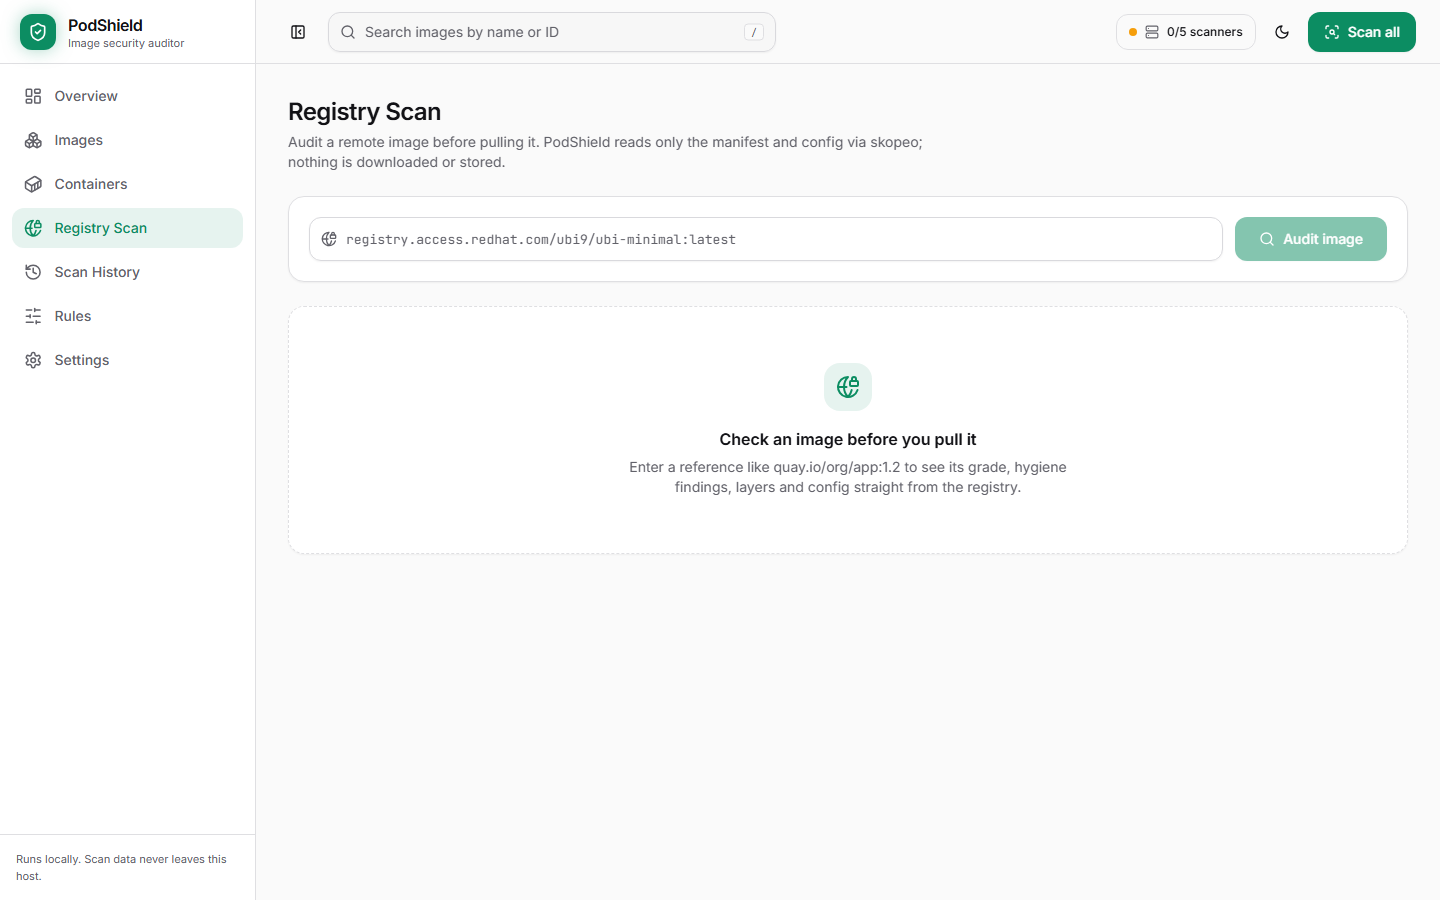 PodShield
Image security auditor
Search images by name or ID
/
0/5 scanners
Scan all
Overview
Images
Containers
Registry Scan
Scan History
Rules
Settings
Registry Scan
Audit a remote image before pulling it. PodShield reads only the manifest and config via skopeo;
nothing is downloaded or stored.
registry.access.redhat.com/ubi9/ubi-minimal:latest
Audit image
Check an image before you pull it
Enter a reference like quay.io/org/app:1.2 to see its grade, hygiene
findings, layers and config straight from the registry.
Runs locally. Scan data never leaves this
host.